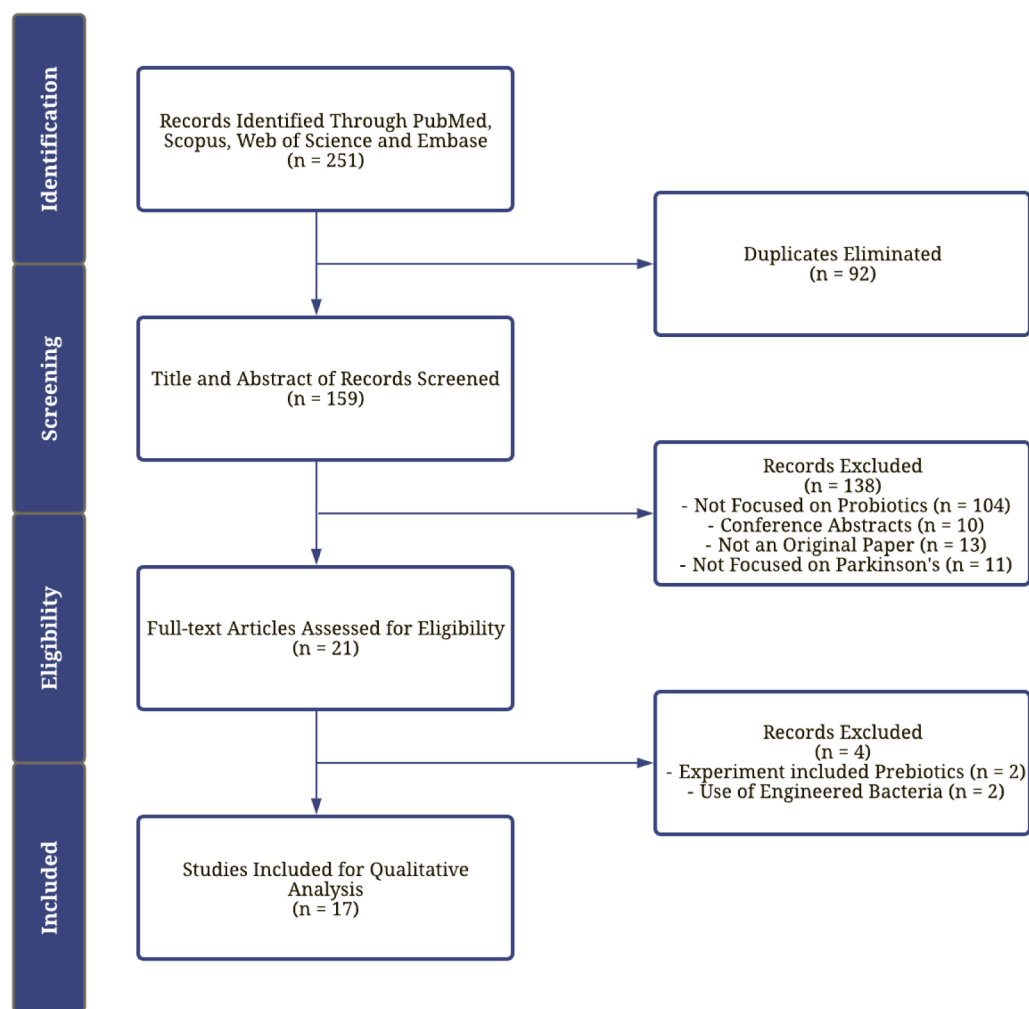 Identification
Records Identified Through PubMed,
Scopus, Web of Science and Embase
(n = 251)
Duplicates Eliminated
(n = 92)
Screening
Title and Abstract of Records Screened
(n = 159)
Records Excluded
(n = 138)
- Not Focused on Probiotics (n = 104)
- Conference Abstracts (n = 10)
- Not an Original Paper (n = 13)
- Not Focused on Parkinson's (n = 11)
Eligibility
Full-text Articles Assessed for Eligibility
(n = 21)
Records Excluded
(n = 4)
- Experiment included Prebiotics (n = 2)
- Use of Engineered Bacteria (n = 2)
Included
Studies Included for Qualitative
Analysis
(n = 17)